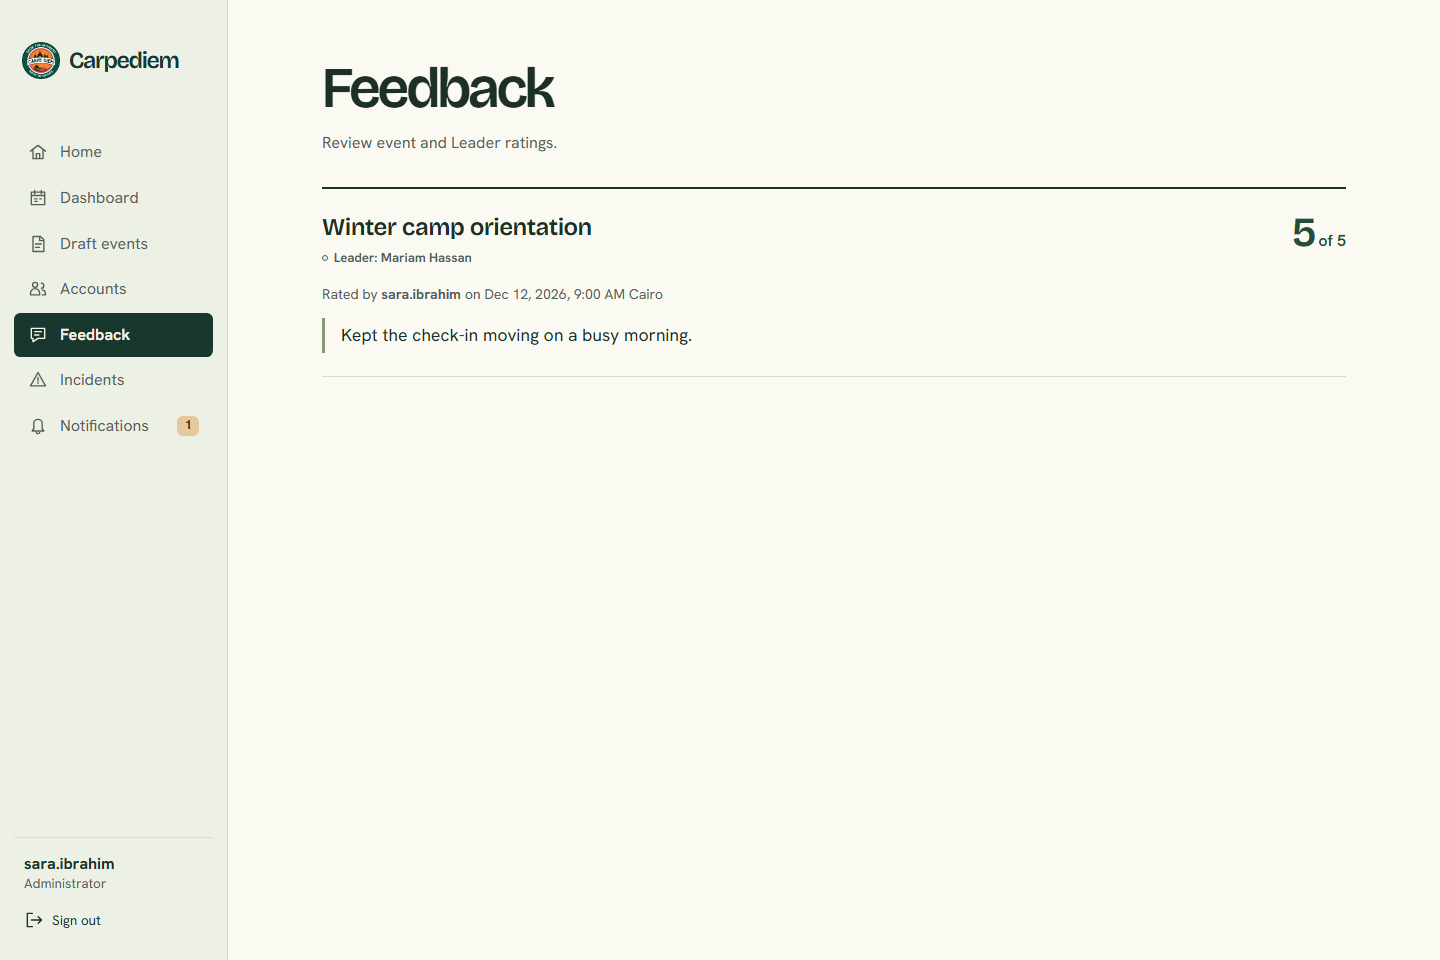 Carpediem
Home
Dashboard
Draft events
Accounts
Feedback
Incidents
Notifications 1
sara.ibrahim
Administrator
Sign out
Feedback
Review event and Leader ratings.
Winter camp orientation
5 of 5
Leader: Mariam Hassan
Rated by sara.ibrahim on Dec 12, 2026, 9:00 AM Cairo
Kept the check-in moving on a busy morning.